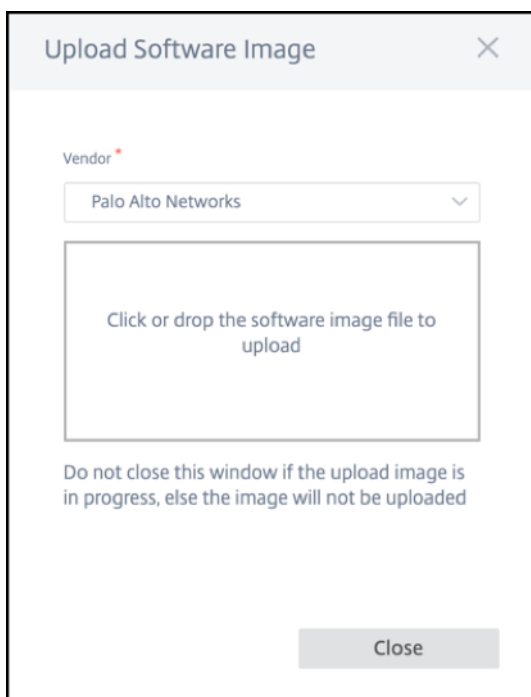 Upload Software Image
Vendor *
Palo Alto Networks
Click or drop the software image file to
upload
Do not close this window if the upload image is
in progress, else the image will not be uploaded
Close